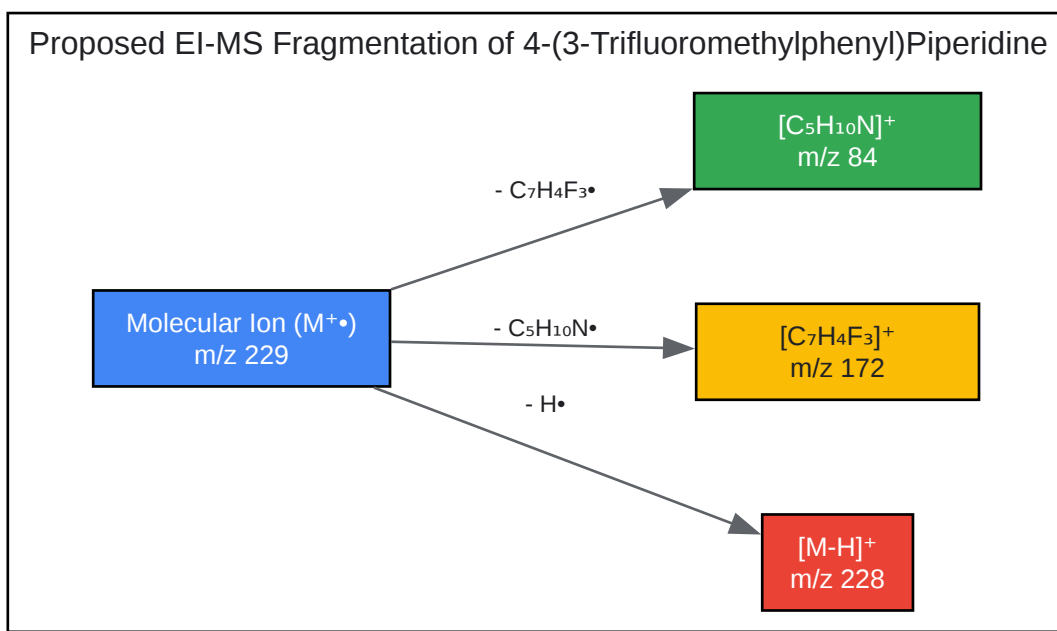 Proposed EI-MS Fragmentation of 4-(3-Trifluoromethylphenyl)Piperidine
[C₅H₁₀N]⁺
m/z 84
- C₇H₄F₃•
Molecular Ion (M⁺•)
m/z 229
- C₅H₁₀N•
[C₇H₄F₃]⁺
m/z 172
- H•
[M-H]⁺
m/z 228